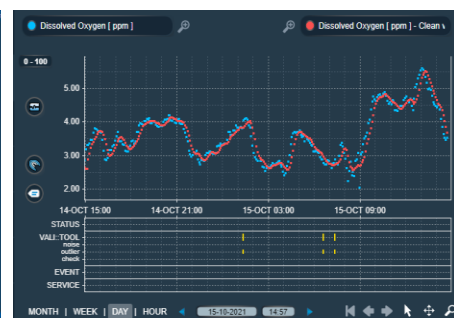 Dissolved Oxygen [ ppm ]
Dissolved Oxygen [ ppm ] - Clean v
0 - 100
5.00
4.00
3.00
2.00
14-OCT 15:00 14-OCT 21:00 15-OCT 03:00 15-OCT 09:00
STATUS
VALI::TOOL
noise
outlier
check
EVENT
SERVICE
MONTH | WEEK | DAY | HOUR 15-10-2021 14:57